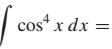 ∫ cos⁴ x dx =